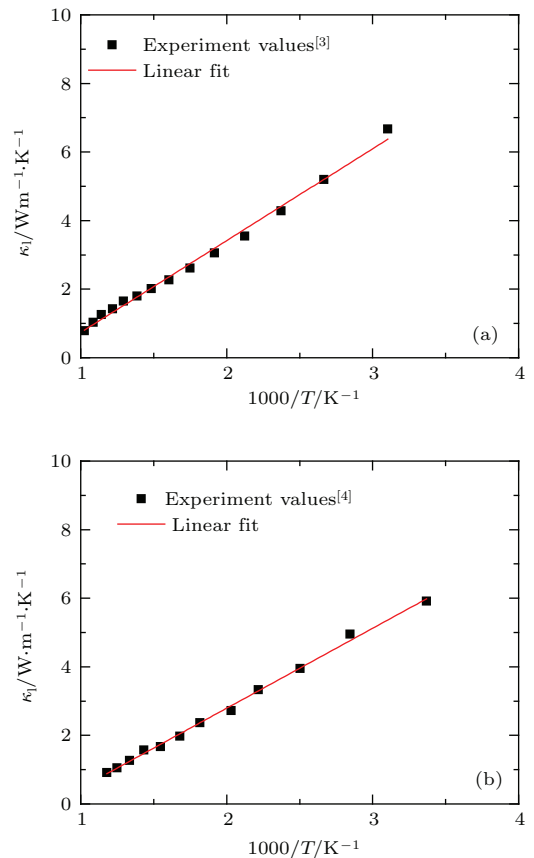 10
8
6
4
2
0
κl/Wm−1·K−1
Experiment values[3]
Linear fit
(a)
1 2 3 4
1000/T/K−1
10
8
6
4
2
0
κl/W·m−1·K−1
Experiment values[4]
Linear fit
(b)
1 2 3 4
1000/T/K−1